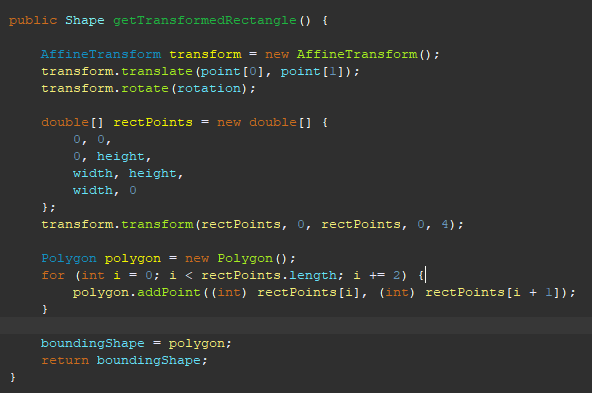 public Shape getTransformedRectangle() {
AffineTransform transform = new AffineTransform();
transform.translate(point[0], point[1]);
transform.rotate(rotation);
double[] rectPoints = new double[] {
0, 0,
0, height,
width, height,
width, 0
};
transform.transform(rectPoints, 0, rectPoints, 0, 4);
Polygon polygon = new Polygon();
for (int i = 0; i < rectPoints.length; i += 2) {
polygon.addPoint((int) rectPoints[i], (int) rectPoints[i + 1]);
}
boundingShape = polygon;
return boundingShape;
}